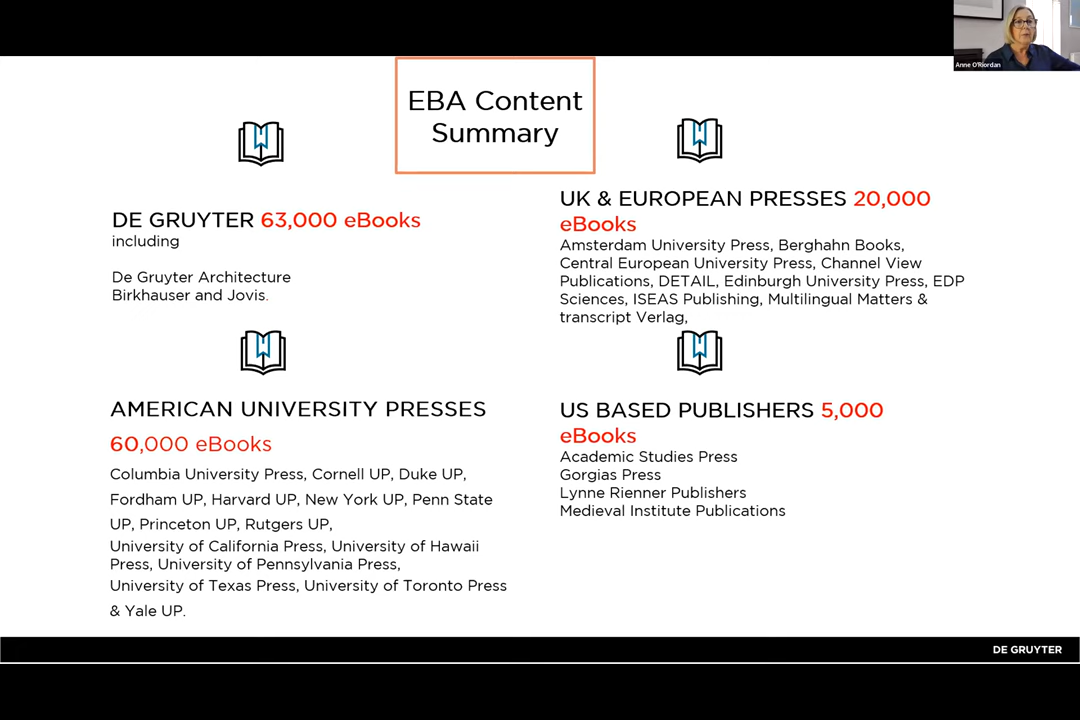 Anne O'Riordan
EBA Content
Summary
DE GRUYTER 63,000 eBooks
including
De Gruyter Architecture
Birkhauser and Jovis.
UK & EUROPEAN PRESSES 20,000
eBooks
Amsterdam University Press, Berghahn Books,
Central European University Press, Channel View
Publications, DETAIL, Edinburgh University Press, EDP
Sciences, ISEAS Publishing, Multilingual Matters &
transcript Verlag,
AMERICAN UNIVERSITY PRESSES
60,000 eBooks
Columbia University Press, Cornell UP, Duke UP,
Fordham UP, Harvard UP, New York UP, Penn State
UP, Princeton UP, Rutgers UP,
University of California Press, University of Hawaii
Press, University of Pennsylvania Press,
University of Texas Press, University of Toronto Press
& Yale UP.
US BASED PUBLISHERS 5,000
eBooks
Academic Studies Press
Gorgias Press
Lynne Rienner Publishers
Medieval Institute Publications
DE GRUYTER